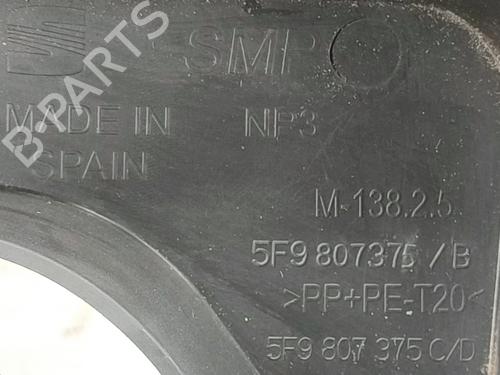 SMP
MADE IN
SPAIN
NP3
M-138.2.5
5F9 807375 / B
>PP+PE-T20<
5F9 807 375 C/D
B-PARTS